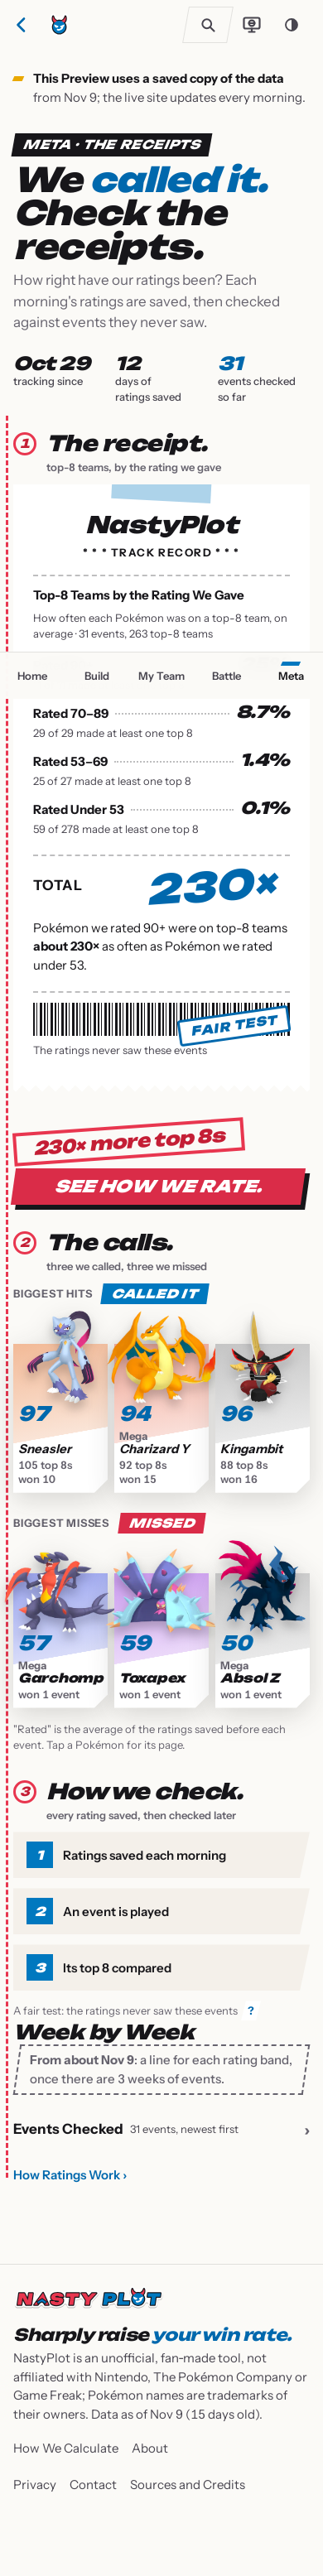 This Preview uses a saved copy of the data
from Nov 9; the live site updates every morning.
META · THE RECEIPTS
We called it.
Check the
receipts.
How right have our ratings been? Each
morning's ratings are saved, then checked
against events they never saw.
Oct 29
tracking since
12
days of
ratings saved
31
events checked
so far
1
The receipt.
top-8 teams, by the rating we gave
NastyPlot
* * * TRACK RECORD * * *
Top-8 Teams by the Rating We Gave
How often each Pokémon was on a top-8 team, on
average · 31 events, 263 top-8 teams
Home
Build
My Team
Battle
Meta
Rated 70–89 8.7%
29 of 29 made at least one top 8
Rated 53–69 1.4%
25 of 27 made at least one top 8
Rated Under 53 0.1%
59 of 278 made at least one top 8
TOTAL 230×
Pokémon we rated 90+ were on top-8 teams
about 230× as often as Pokémon we rated
under 53.
FAIR TEST
The ratings never saw these events
230× more top 8s
SEE HOW WE RATE.
2
The calls.
three we called, three we missed
BIGGEST HITS CALLED IT
97
Sneasler
105 top 8s
won 10
94
Mega
Charizard Y
92 top 8s
won 15
96
Kingambit
88 top 8s
won 16
BIGGEST MISSES MISSED
57
Mega
Garchomp
won 1 event
59
Toxapex
won 1 event
50
Mega
Absol Z
won 1 event
"Rated" is the average of the ratings saved before each
event. Tap a Pokémon for its page.
3
How we check.
every rating saved, then checked later
1 Ratings saved each morning
2 An event is played
3 Its top 8 compared
A fair test: the ratings never saw these events ?
Week by Week
From about Nov 9: a line for each rating band,
once there are 3 weeks of events.
Events Checked 31 events, newest first ›
How Ratings Work ›
NASTY PLOT
Sharply raise your win rate.
NastyPlot is an unofficial, fan-made tool, not
affiliated with Nintendo, The Pokémon Company or
Game Freak; Pokémon names are trademarks of
their owners. Data as of Nov 9 (15 days old).
How We Calculate About
Privacy Contact Sources and Credits